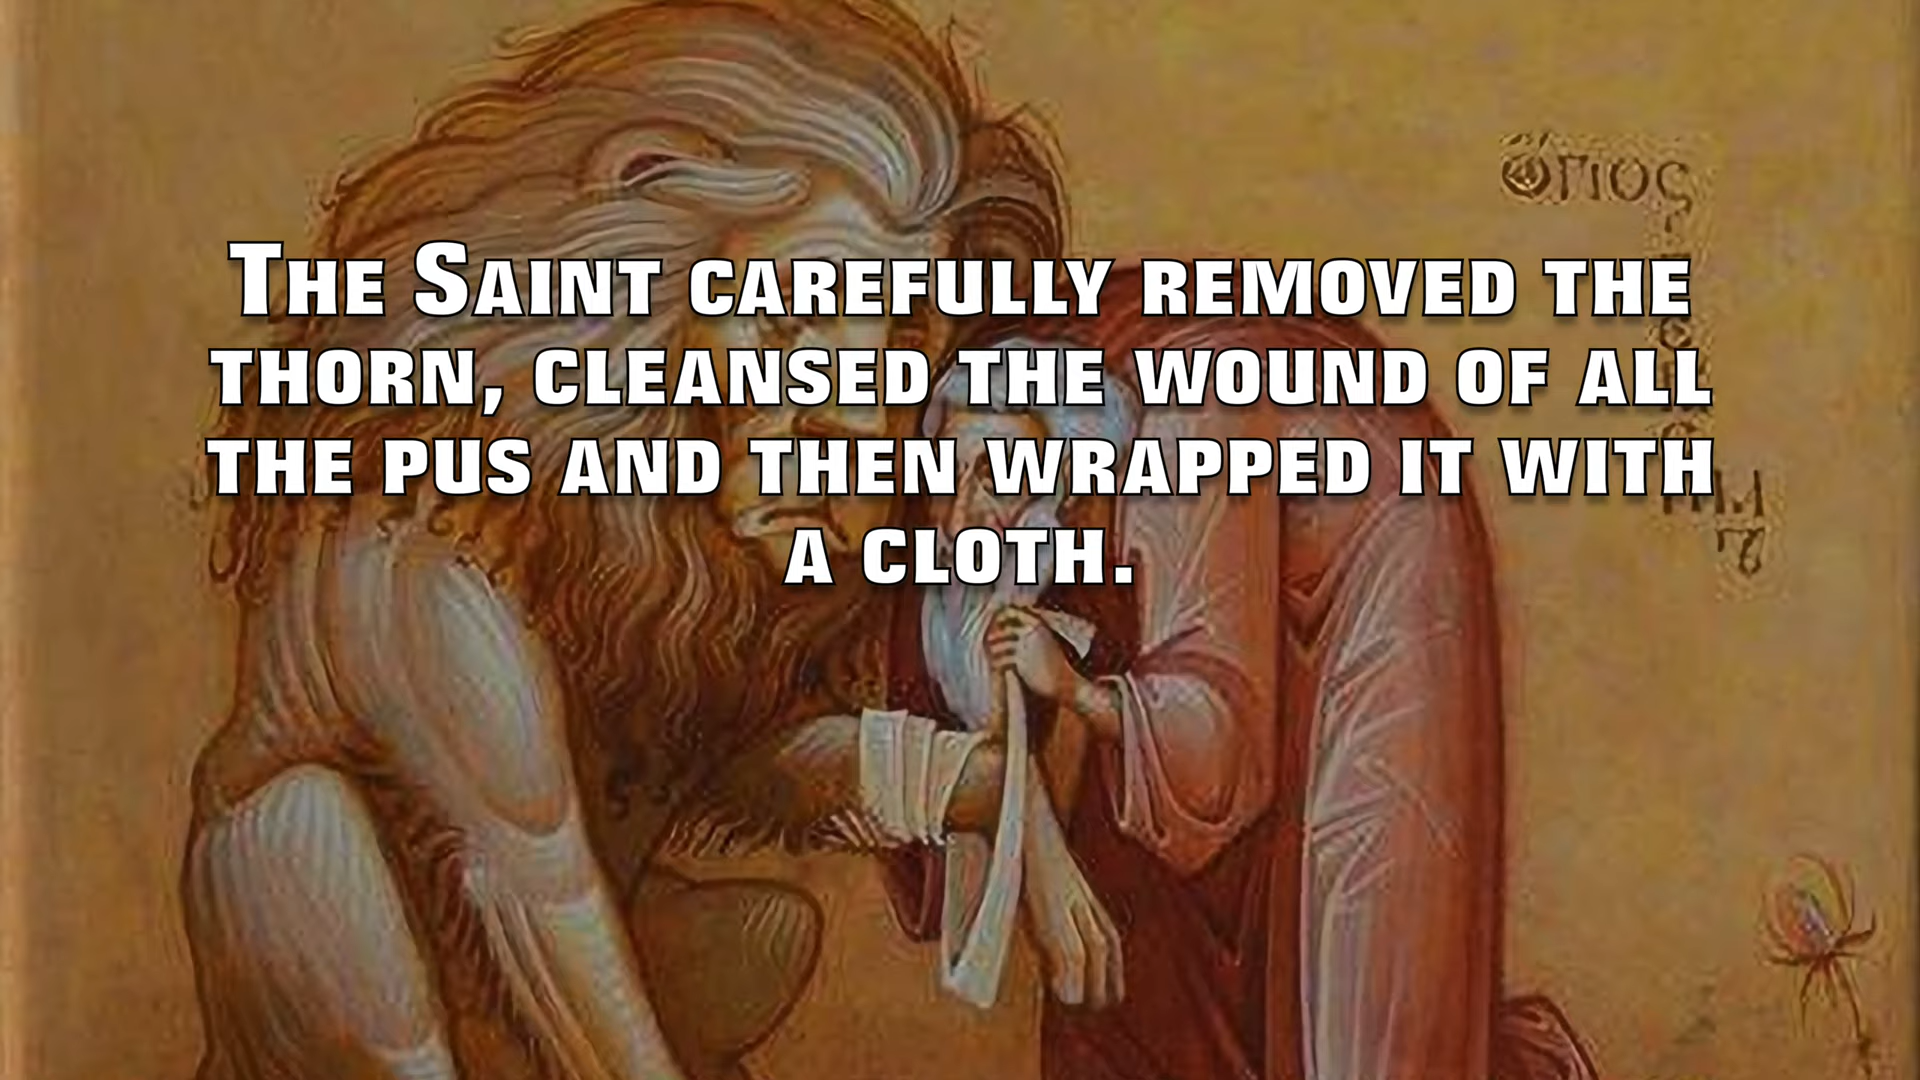 The Saint carefully removed the
thorn, cleansed the wound of all
the pus and then wrapped it with
a cloth.